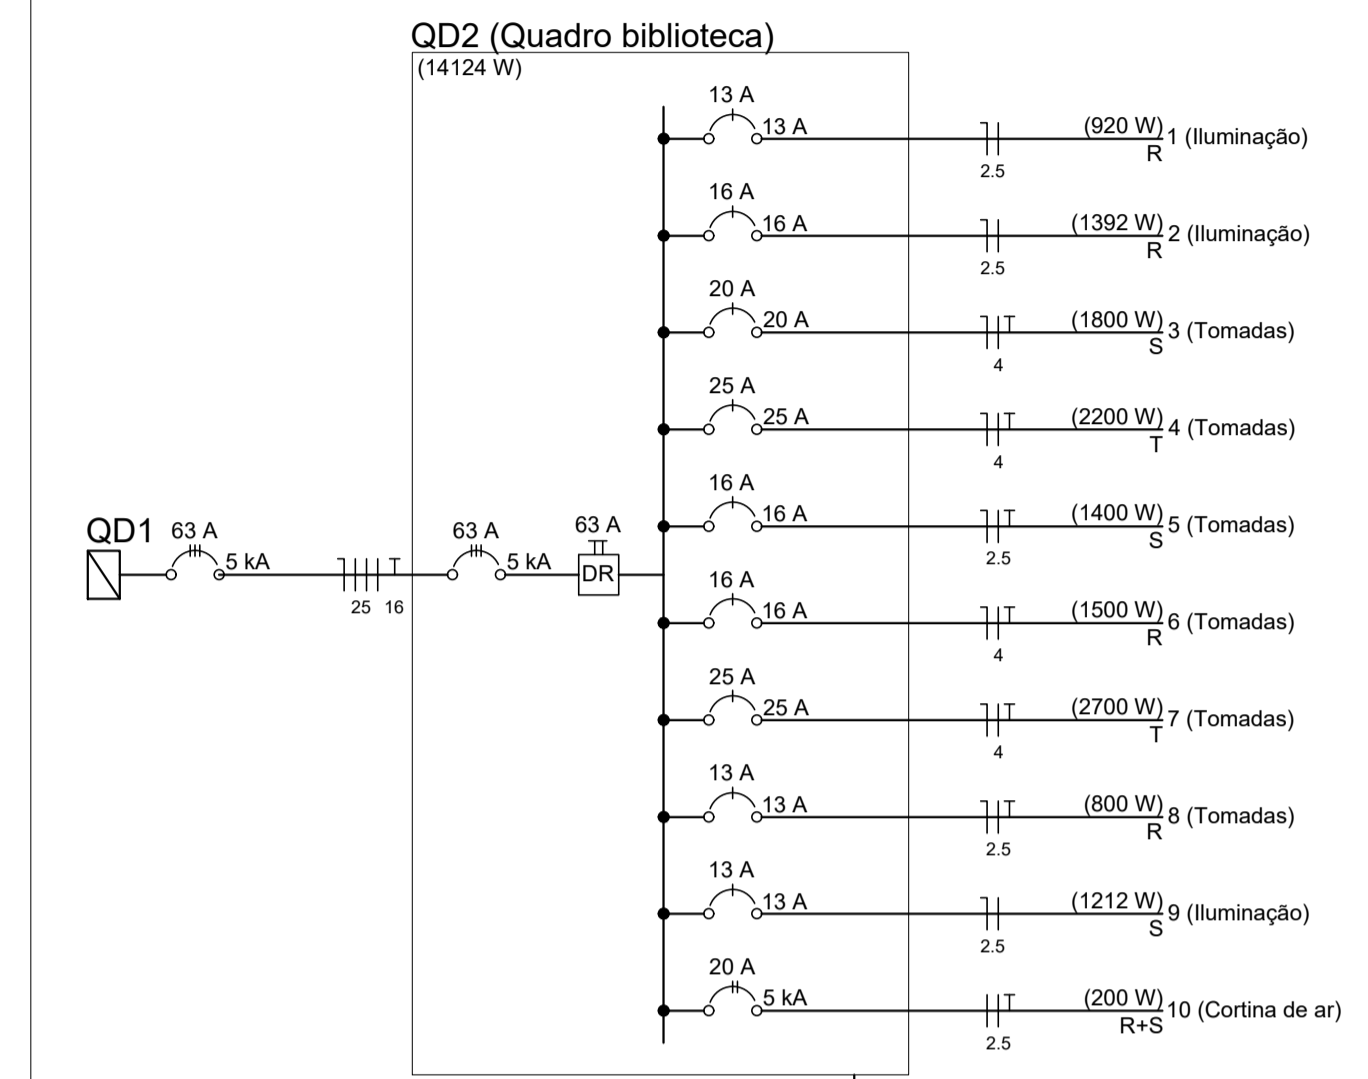 QD2 (Quadro biblioteca)
(14124 W)
13 A
13 A
(920 W)
1 (Iluminação)
R
2.5
16 A
16 A
(1392 W)
2 (Iluminação)
R
2.5
20 A
20 A
(1800 W)
3 (Tomadas)
S
4
25 A
25 A
(2200 W)
4 (Tomadas)
T
4
16 A
16 A
(1400 W)
5 (Tomadas)
S
2.5
QD1
63 A
5 kA
25 16
63 A
5 kA
63 A
DR
16 A
16 A
(1500 W)
6 (Tomadas)
R
4
25 A
25 A
(2700 W)
7 (Tomadas)
T
4
13 A
13 A
(800 W)
8 (Tomadas)
R
2.5
13 A
13 A
(1212 W)
9 (Iluminação)
S
2.5
20 A
5 kA
(200 W)
10 (Cortina de ar)
R+S
2.5